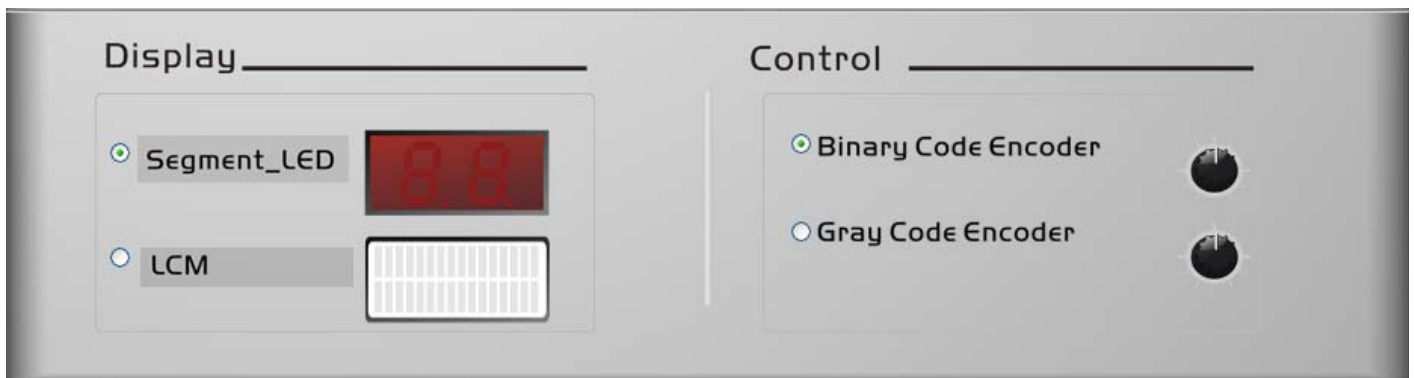 Display
Segment_LED
LCM
Control
Binary Code Encoder
Gray Code Encoder